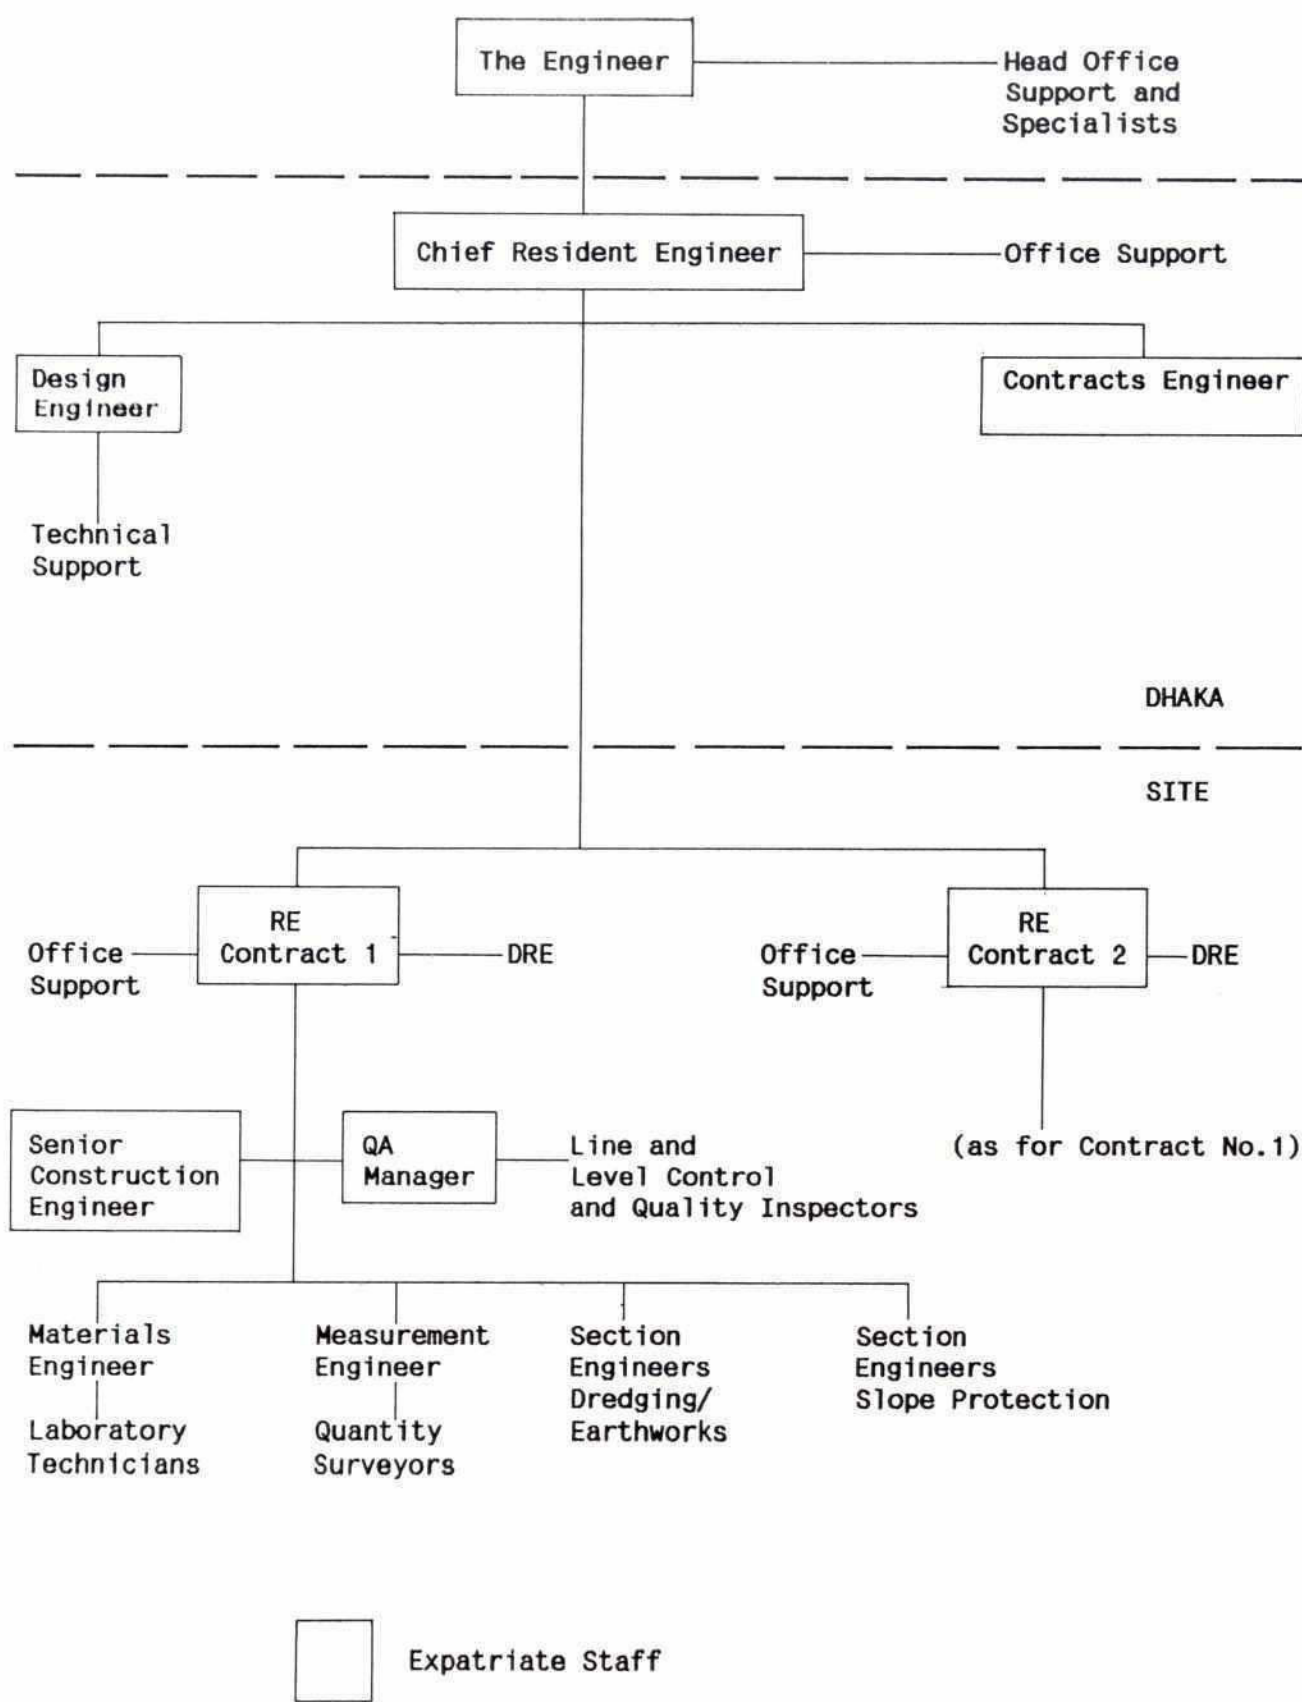 The Engineer
Head Office
Support and
Specialists
Chief Resident Engineer
Office Support
Design
Engineer
Contracts Engineer
Technical
Support
DHAKA
SITE
RE
Contract 1
Office
Support
DRE
RE
Contract 2
Office
Support
DRE
Senior
Construction
Engineer
QA
Manager
Line and
Level Control
and Quality Inspectors
(as for Contract No.1)
Materials
Engineer
Laboratory
Technicians
Measurement
Engineer
Quantity
Surveyors
Section
Engineers
Dredging/
Earthworks
Section
Engineers
Slope Protection
Expatriate Staff